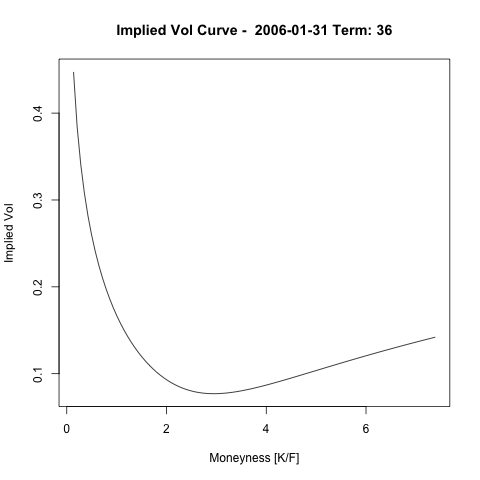 Implied Vol Curve -  2006-01-31 Term: 36
Implied Vol
0.4
0.3
0.2
0.1
0
2
4
6
Moneyness [K/F]